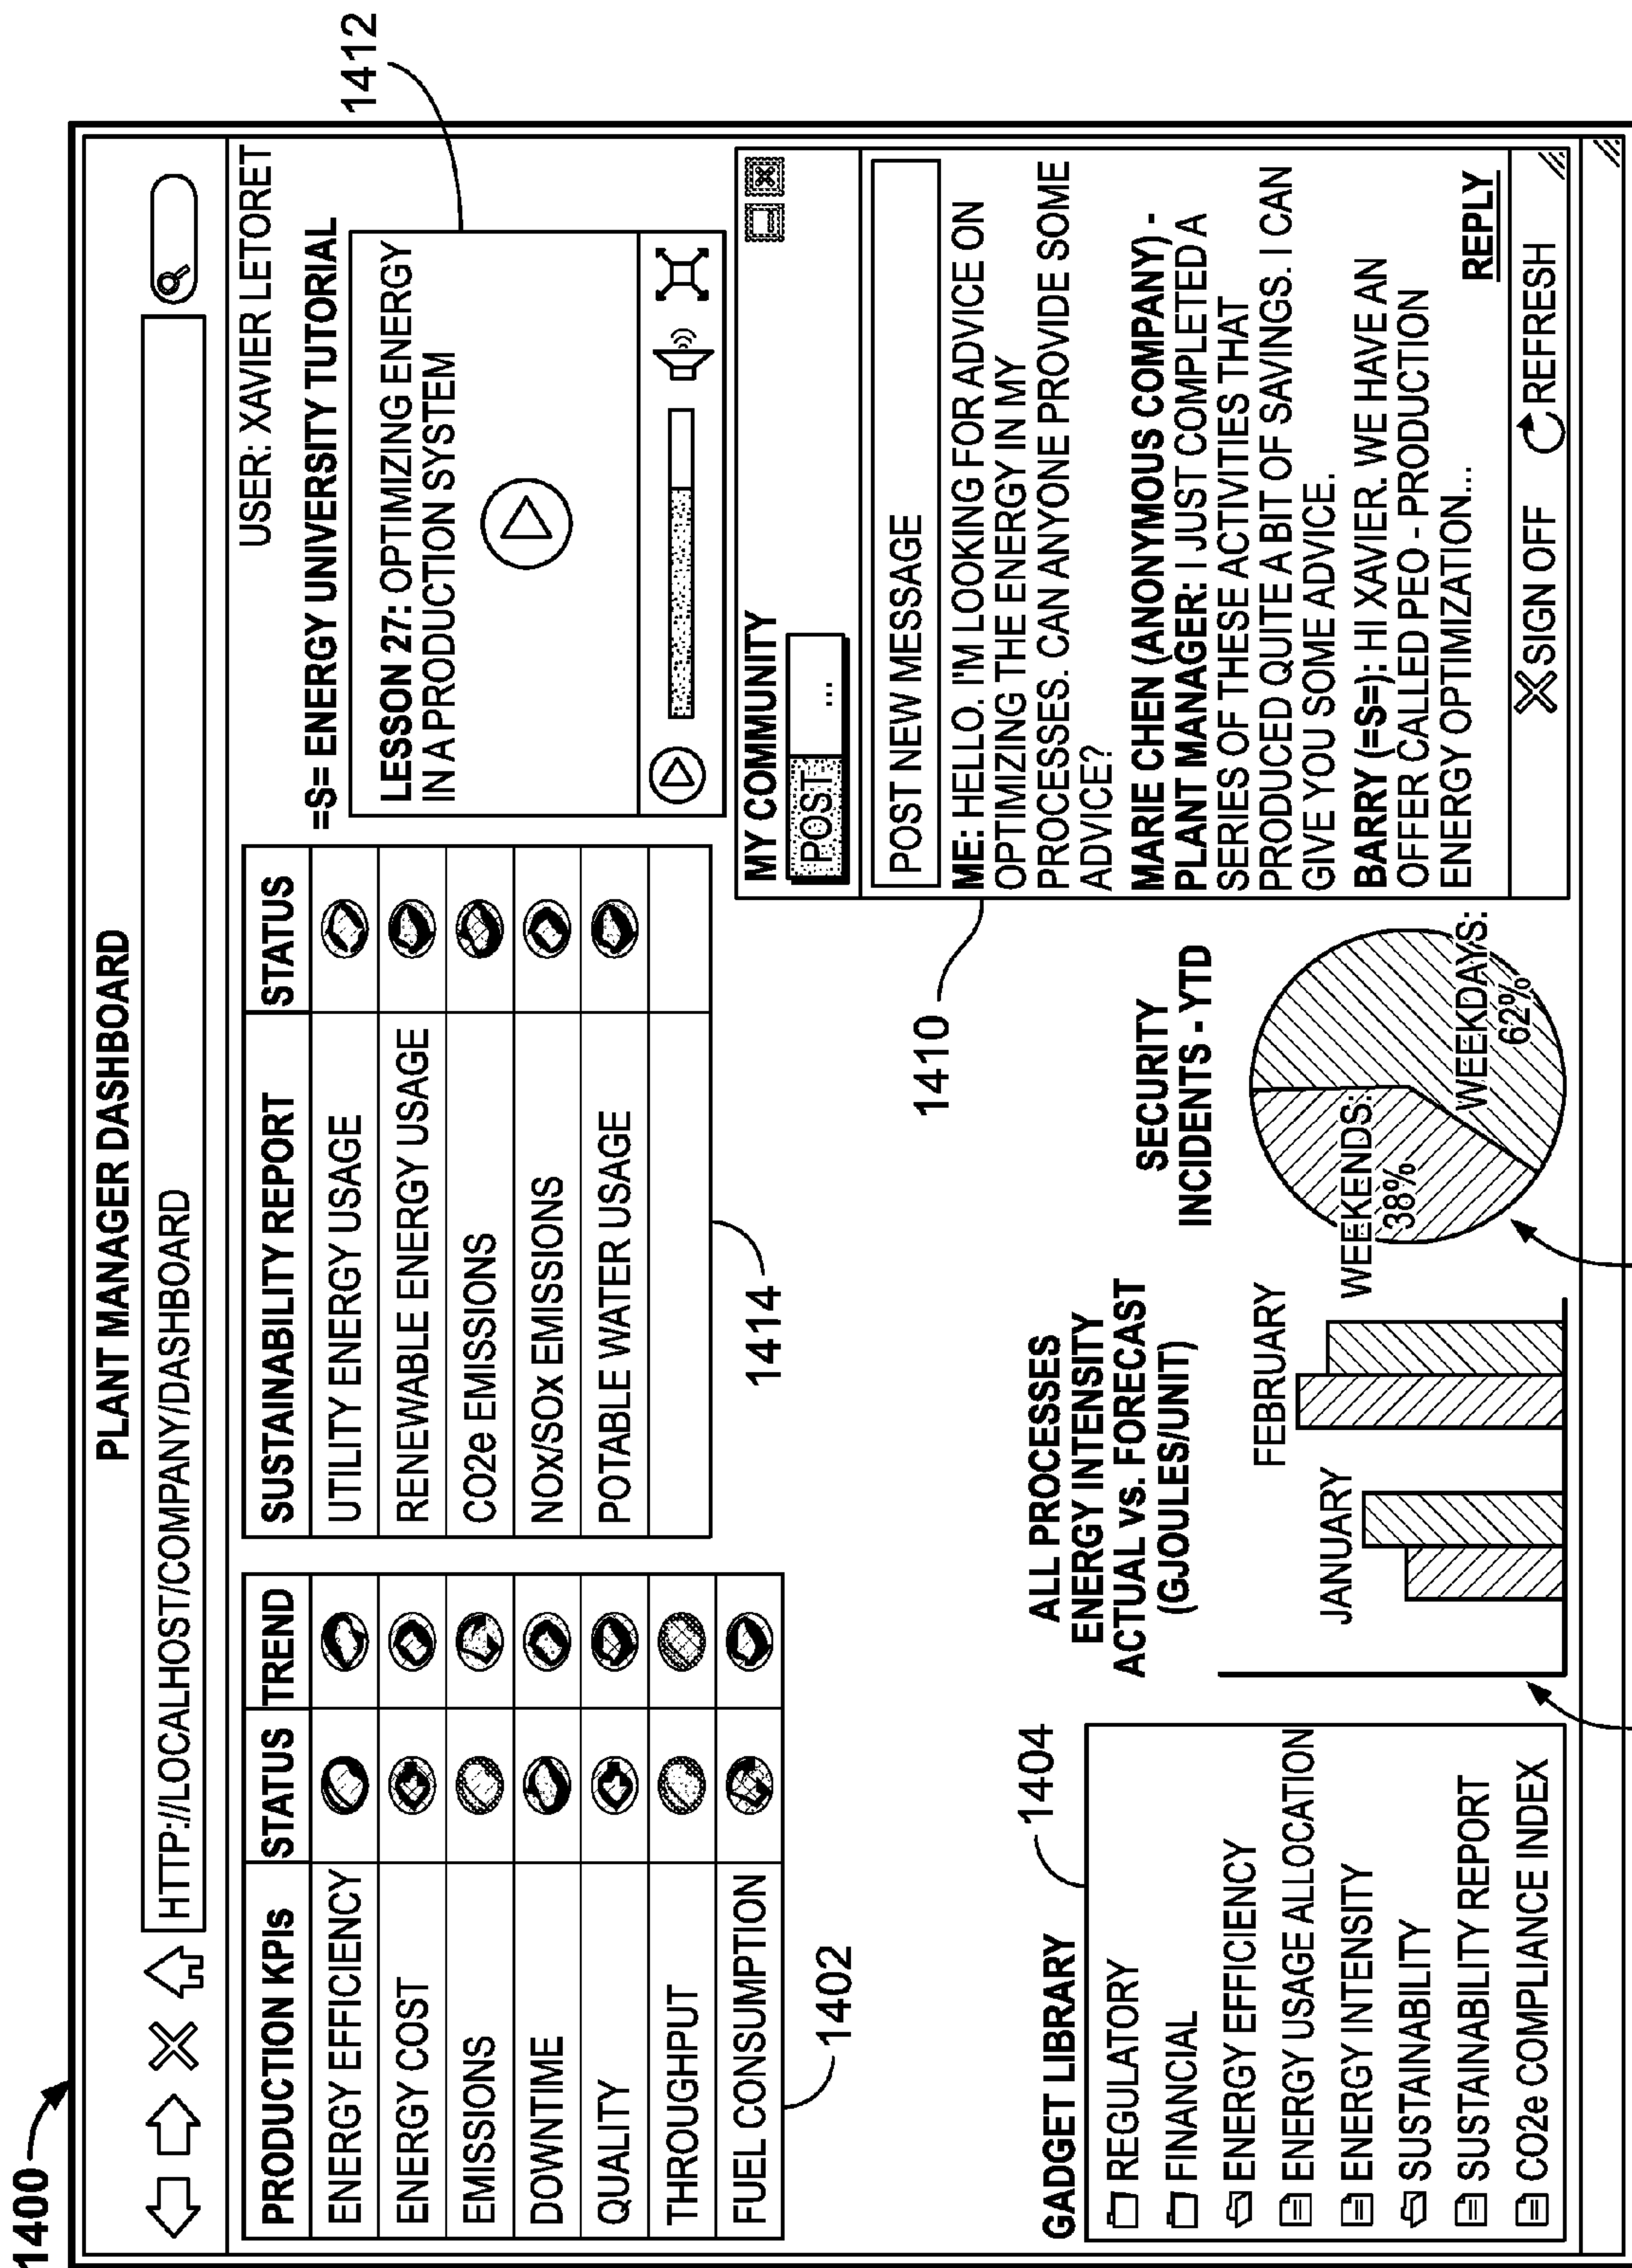 1400
PLANT MANAGER DASHBOARD
HTTP://LOCALHOST/COMPANY/DASHBOARD
USER: XAVIER LETORET
PRODUCTION KPIs STATUS TREND
ENERGY EFFICIENCY
ENERGY COST
EMISSIONS
DOWNTIME
QUALITY
THROUGHPUT
FUEL CONSUMPTION
1402
SUSTAINABILITY REPORT STATUS
UTILITY ENERGY USAGE
RENEWABLE ENERGY USAGE
CO2e EMISSIONS
NOx/SOx EMISSIONS
POTABLE WATER USAGE
1414
=S= ENERGY UNIVERSITY TUTORIAL
LESSON 27: OPTIMIZING ENERGY
IN A PRODUCTION SYSTEM
1412
GADGET LIBRARY
1404
REGULATORY
FINANCIAL
ENERGY EFFICIENCY
ENERGY USAGE ALLOCATION
ENERGY INTENSITY
SUSTAINABILITY
SUSTAINABILITY REPORT
CO2e COMPLIANCE INDEX
ALL PROCESSES
ENERGY INTENSITY
ACTUAL vs. FORECAST
(GJOULES/UNIT)
JANUARY
FEBRUARY
SECURITY
INCIDENTS - YTD
WEEKENDS:
38%
WEEKDAYS:
62%
1410
MY COMMUNITY
POST ...
POST NEW MESSAGE
ME: HELLO. I'M LOOKING FOR ADVICE ON
OPTIMIZING THE ENERGY IN MY
PROCESSES. CAN ANYONE PROVIDE SOME
ADVICE?
MARIE CHEN (ANONYMOUS COMPANY) -
PLANT MANAGER: I JUST COMPLETED A
SERIES OF THESE ACTIVITIES THAT
PRODUCED QUITE A BIT OF SAVINGS. I CAN
GIVE YOU SOME ADVICE.
BARRY (=S=): HI XAVIER. WE HAVE AN
OFFER CALLED PEO - PRODUCTION
ENERGY OPTIMIZATION...
REPLY
SIGN OFF REFRESH